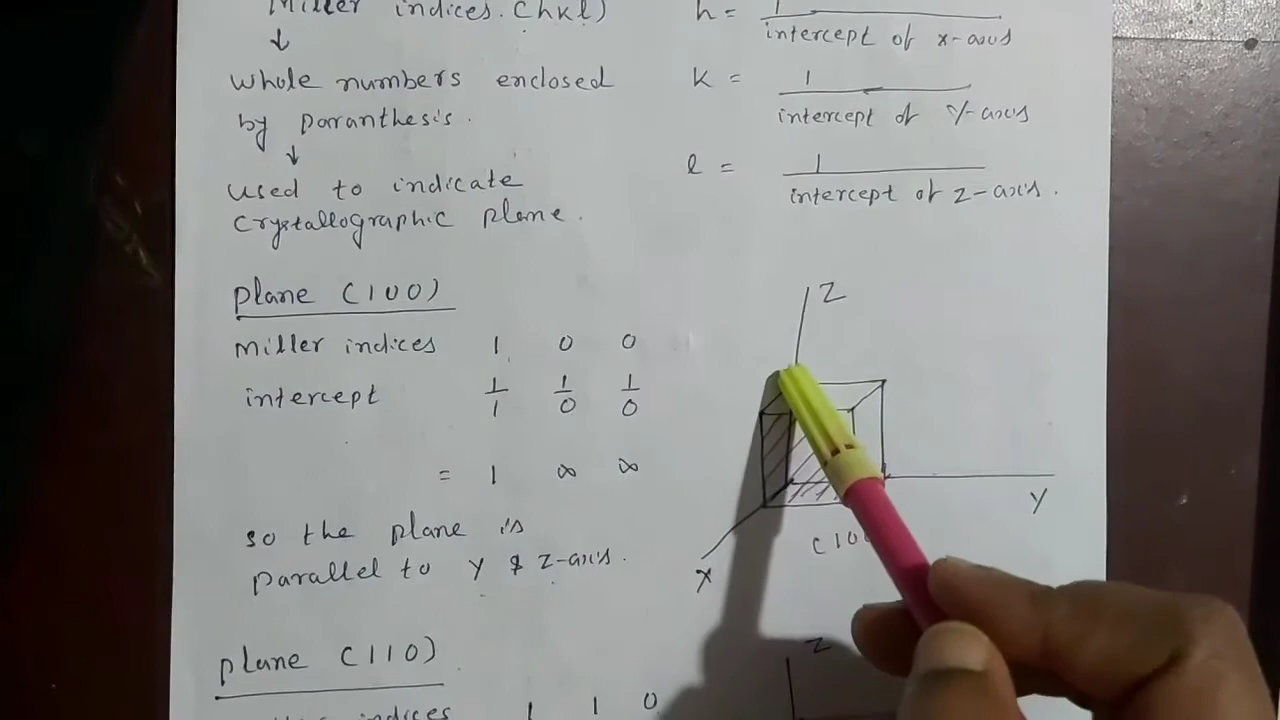 Miller indices. (hkl)
↓
Whole numbers enclosed
by paranthesis.
↓
used to indicate
crystallographic plane.
h = 1
intercept of x-axis
k = 1
intercept of Y-axis
l = 1
intercept of Z-axis.
plane (100)
Miller indices 1 0 0
intercept 1/1 1/0 1/0
= 1 ∞ ∞
so the plane is
parallel to Y & Z-axis.
Z
Y
X
(10
plane (110)
indices 1 1 0
Z